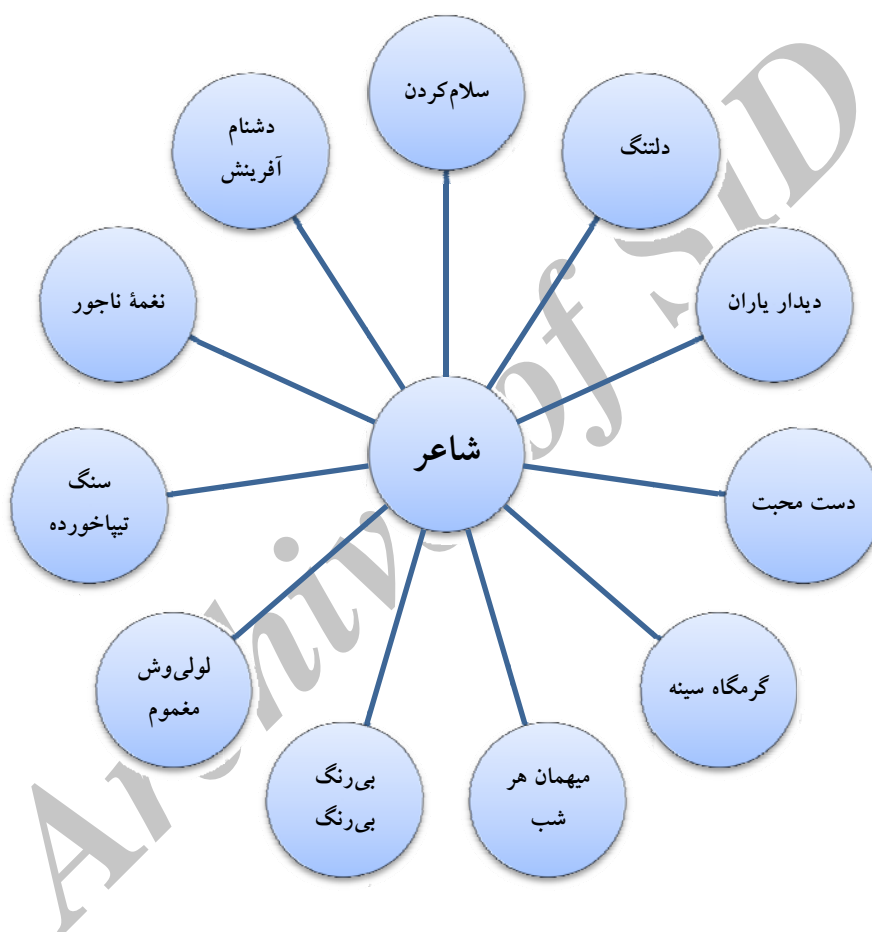 سلام‌کردن
دلتنگ
دیدار یاران
دست محبت
گرمگاه سینه
میهمان هر
شب
بی‌رنگ
بی‌رنگ
لولی‌وش
مغموم
سنگ
تیپاخورده
نغمهٔ ناجور
دشنام
آفرینش
شاعر
Archive of SID